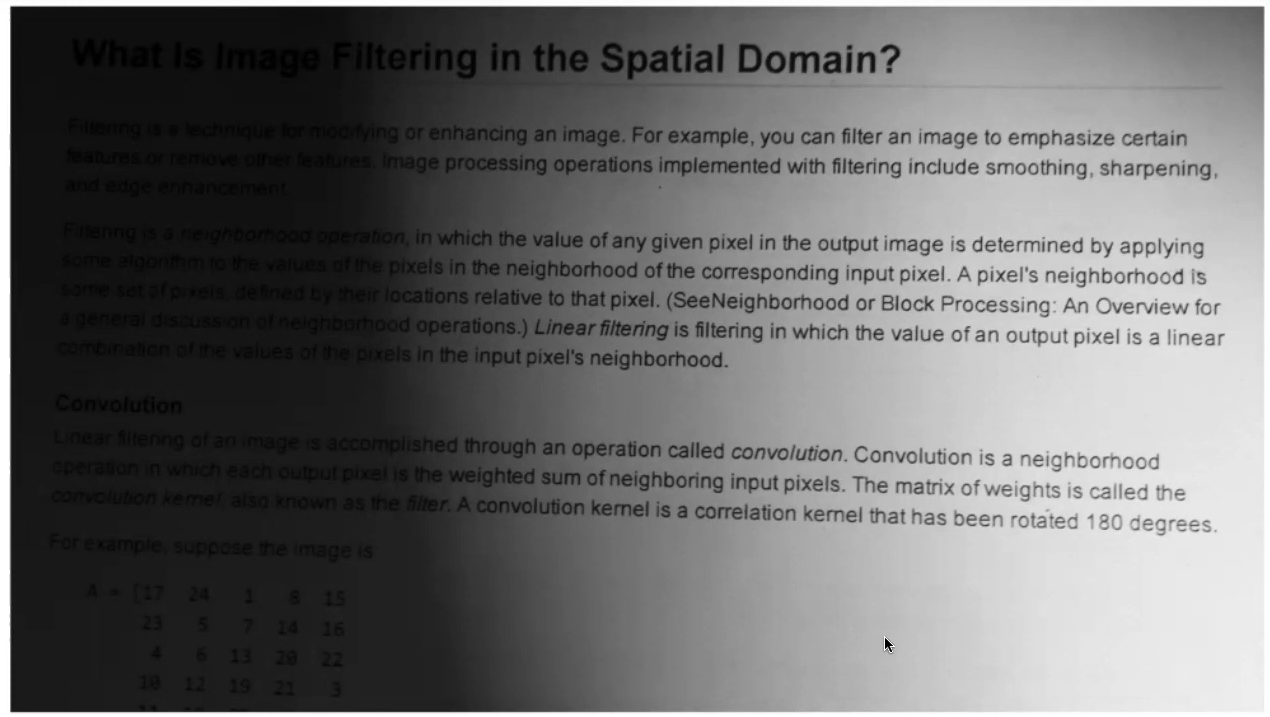 What Is Image Filtering in the Spatial Domain?
Filtering is a technique for modifying or enhancing an image. For example, you can filter an image to emphasize certain
features or remove other features. Image processing operations implemented with filtering include smoothing, sharpening,
and edge enhancement.
Filtering is a neighborhood operation, in which the value of any given pixel in the output image is determined by applying
some algorithm to the values of the pixels in the neighborhood of the corresponding input pixel. A pixel's neighborhood is
some set of pixels, defined by their locations relative to that pixel. (SeeNeighborhood or Block Processing: An Overview for
a general discussion of neighborhood operations.) Linear filtering is filtering in which the value of an output pixel is a linear
combination of the values of the pixels in the input pixel's neighborhood.
Convolution
Linear filtering of an image is accomplished through an operation called convolution. Convolution is a neighborhood
operation in which each output pixel is the weighted sum of neighboring input pixels. The matrix of weights is called the
convolution kernel, also known as the filter. A convolution kernel is a correlation kernel that has been rotated 180 degrees.
For example, suppose the image is
A = [17 24 1 8 15
23 5 7 14 16
4 6 13 20 22
10 12 19 21 3